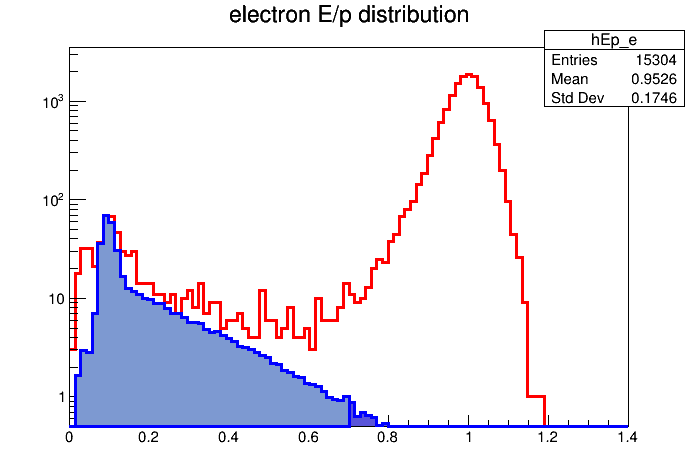 electron E/p distribution
hEp_e
Entries 15304
Mean 0.9526
Std Dev 0.1746
10³
10²
10
1
0 0.2 0.4 0.6 0.8 1 1.2 1.4